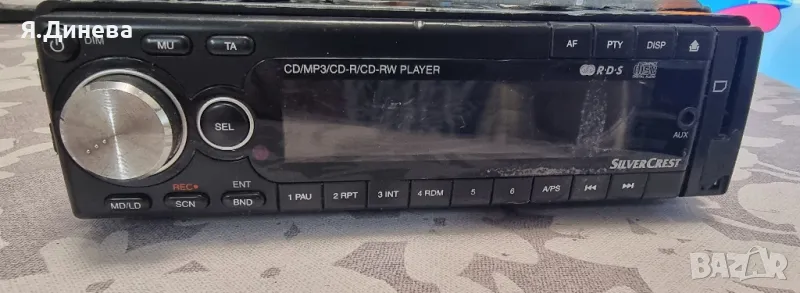 Я.Динева
DIM
MU
TA
AF
PTY
DISP
CD/MP3/CD-R/CD-RW PLAYER
R·D·S
SEL
AUX
SILVERCREST
REC
ENT
MD/LD
SCN
BND
1 PAU
2 RPT
3 INT
4 RDM
5
6
A/PS
BAZAR